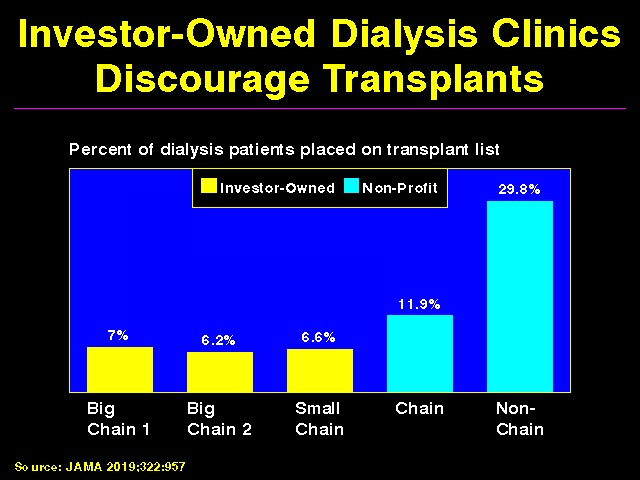 Investor-Owned Dialysis Clinics
Discourage Transplants
Percent of dialysis patients placed on transplant list
Investor-Owned Non-Profit
29.8%
11.9%
7%
6.2%
6.6%
Big Chain 1
Big Chain 2
Small Chain
Chain
Non-Chain
Source: JAMA 2019;322:957